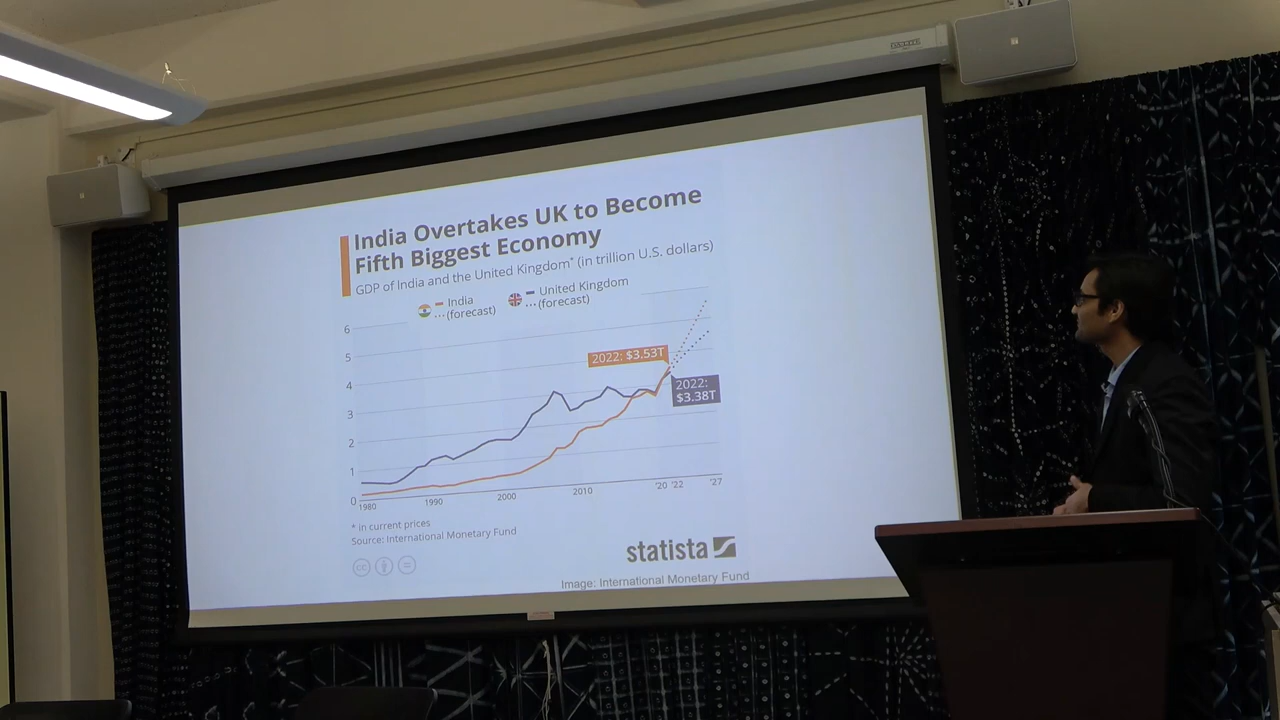 India Overtakes UK to Become
Fifth Biggest Economy
GDP of India and the United Kingdom* (in trillion U.S. dollars)
India
(forecast)
United Kingdom
(forecast)
6
5
4
3
2
1
0
2022: $3.53T
2022:
$3.38T
1980
1990
2000
2010
'20 '22
'27
* in current prices
Source: International Monetary Fund
cc
statista
Image: International Monetary Fund